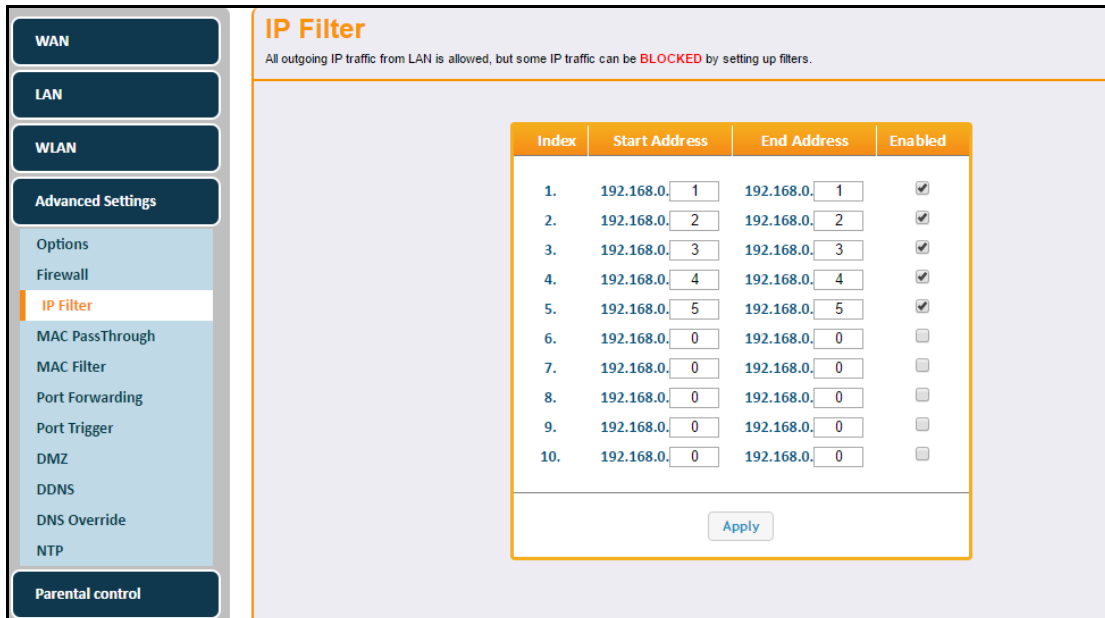 WAN
LAN
WLAN
Advanced Settings
Options
Firewall
IP Filter
MAC PassThrough
MAC Filter
Port Forwarding
Port Trigger
DMZ
DDNS
DNS Override
NTP
Parental control
IP Filter
All outgoing IP traffic from LAN is allowed, but some IP traffic can be BLOCKED by setting up filters.
Index Start Address End Address Enabled
1. 192.168.0. 1 192.168.0. 1
2. 192.168.0. 2 192.168.0. 2
3. 192.168.0. 3 192.168.0. 3
4. 192.168.0. 4 192.168.0. 4
5. 192.168.0. 5 192.168.0. 5
6. 192.168.0. 0 192.168.0. 0
7. 192.168.0. 0 192.168.0. 0
8. 192.168.0. 0 192.168.0. 0
9. 192.168.0. 0 192.168.0. 0
10. 192.168.0. 0 192.168.0. 0
Apply